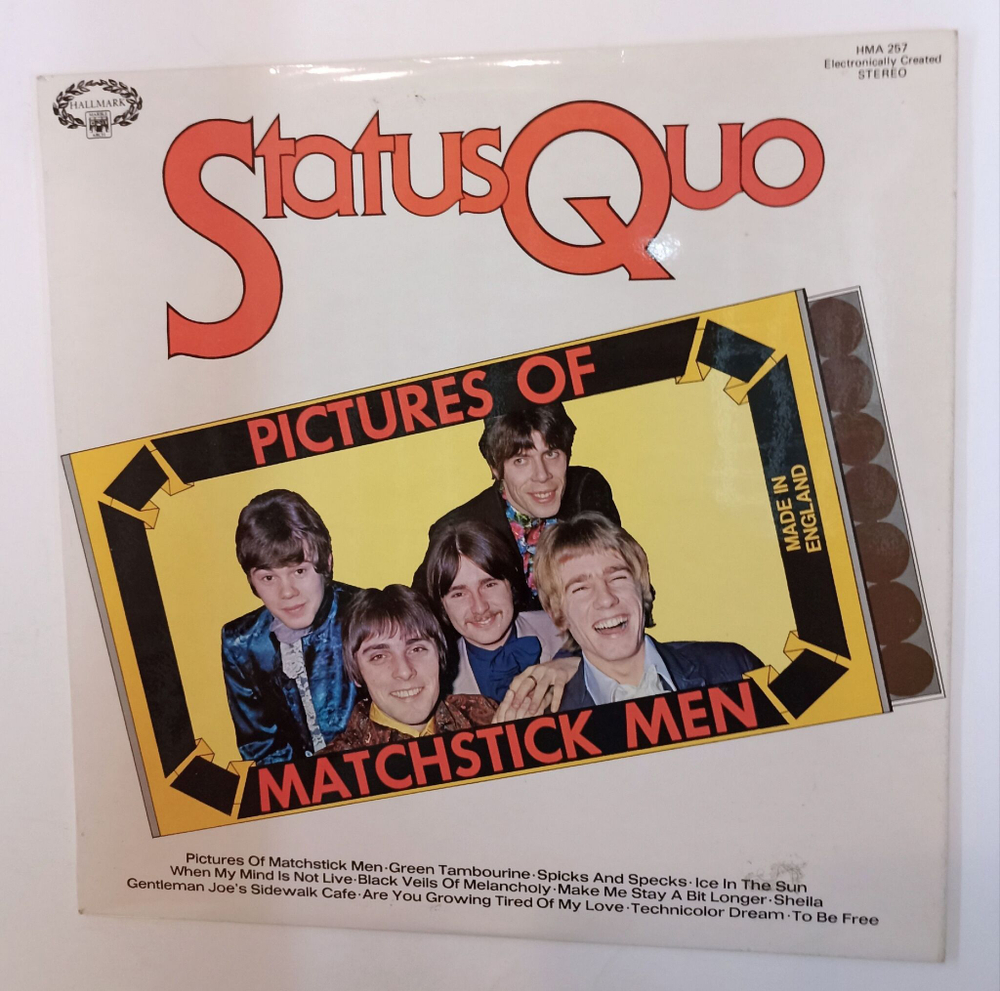 HALLMARK
HMA 257
Electronically Created
STEREO
Status Quo
PICTURES OF
MADE IN
ENGLAND
MATCHSTICK MEN
Pictures Of Matchstick Men·Green Tambourine·Spicks And Specks·Ice In The Sun
When My Mind Is Not Live·Black Veils Of Melancholy·Make Me Stay A Bit Longer·Sheila
Gentleman Joe's Sidewalk Cafe·Are You Growing Tired Of My Love·Technicolor Dream·To Be Free